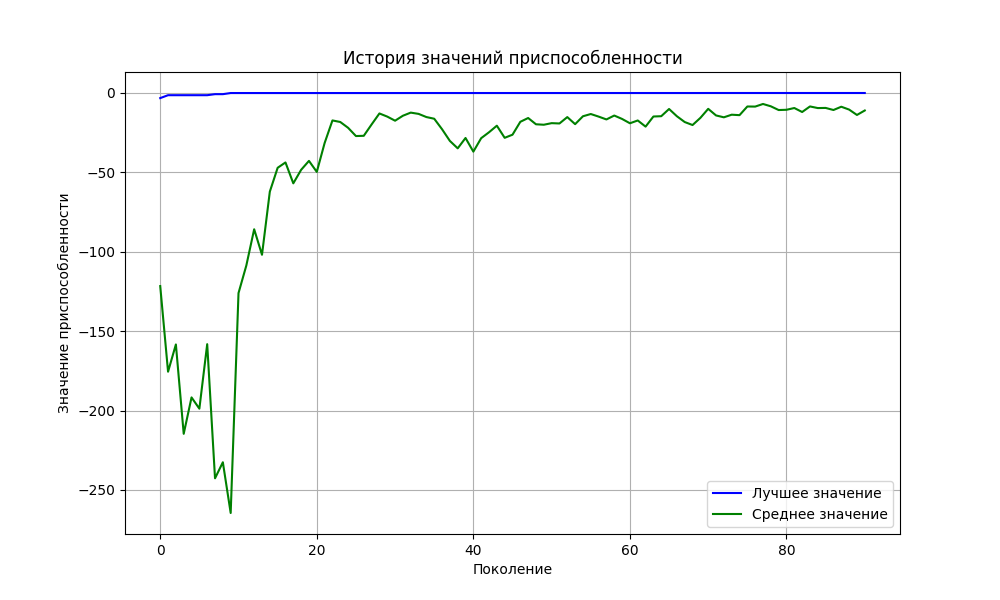 История значений приспособленности
0
−50
−100
−150
−200
−250
Значение приспособленности
0 20 40 60 80
Поколение
Лучшее значение
Среднее значение